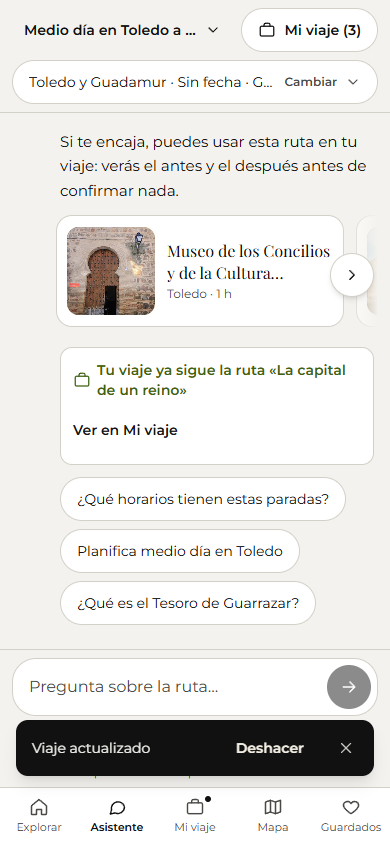 Medio día en Toledo a ...
Mi viaje (3)
Toledo y Guadamur · Sin fecha · G...
Cambiar
Si te encaja, puedes usar esta ruta en tu
viaje: verás el antes y el después antes de
confirmar nada.
Museo de los Concilios
y de la Cultura...
Toledo · 1 h
Tu viaje ya sigue la ruta «La capital
de un reino»
Ver en Mi viaje
¿Qué horarios tienen estas paradas?
Planifica medio día en Toledo
¿Qué es el Tesoro de Guarrazar?
Pregunta sobre la ruta...
Viaje actualizado
Deshacer
Explorar
Asistente
Mi viaje
Mapa
Guardados